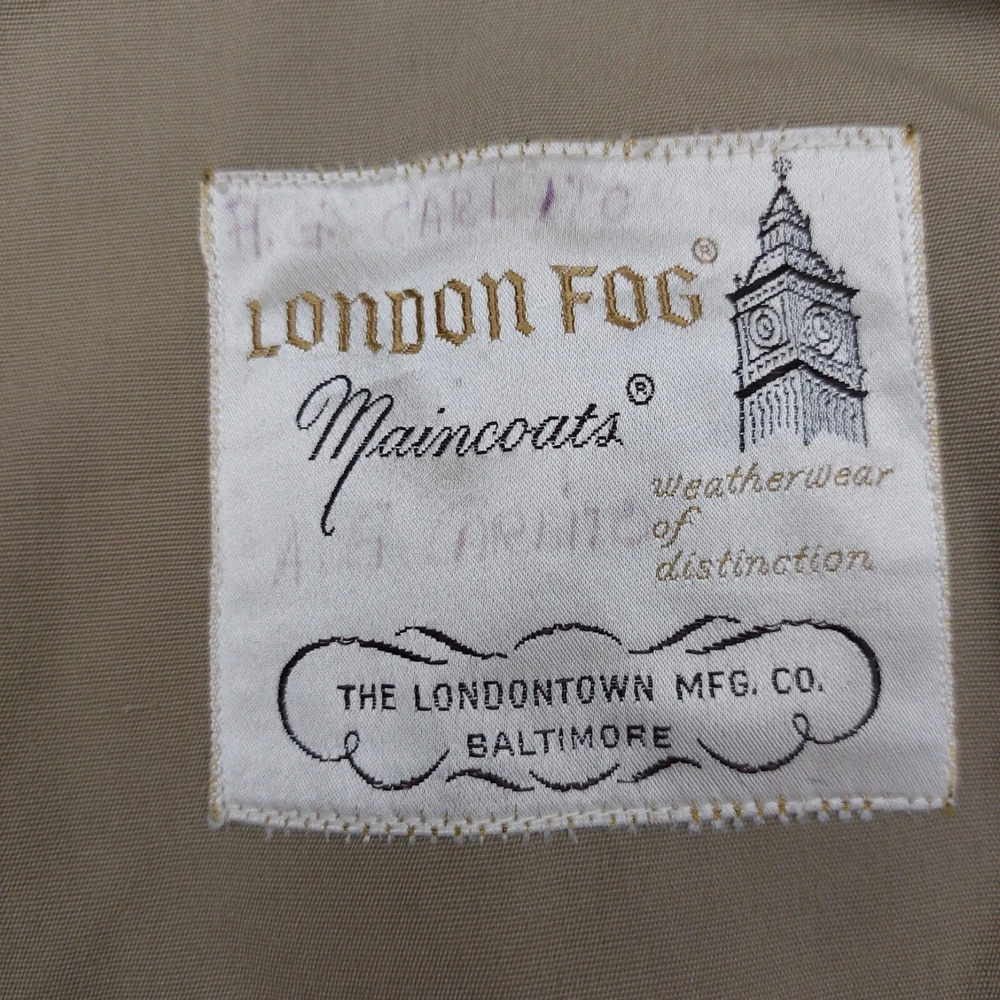 LONDON FOG®
Maincoats®
weatherwear
of
distinction
THE LONDONTOWN MFG. CO.
BALTIMORE